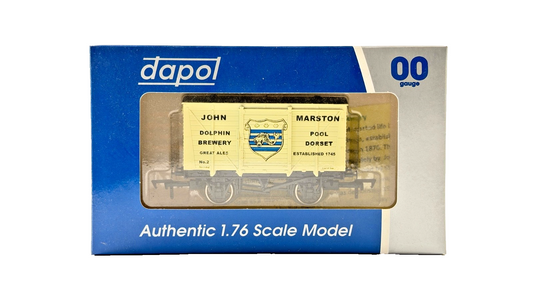 dapol
OO
gauge
JOHN MARSTON
DOLPHIN POOL
BREWERY DORSET
GREAT ALES ESTABLISHED 1745
No.2
Authentic 1.76 Scale Model